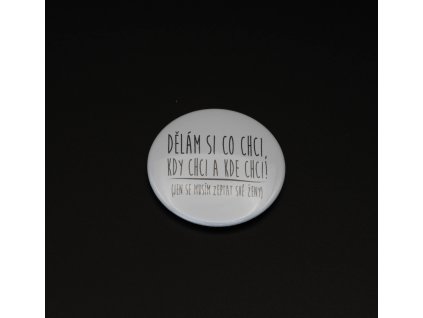 DĚLÁM SI CO CHCI,
KDY CHCI A KDE CHCI!
(JEN SE MUSÍM ZEPTAT SVÉ ŽENY)